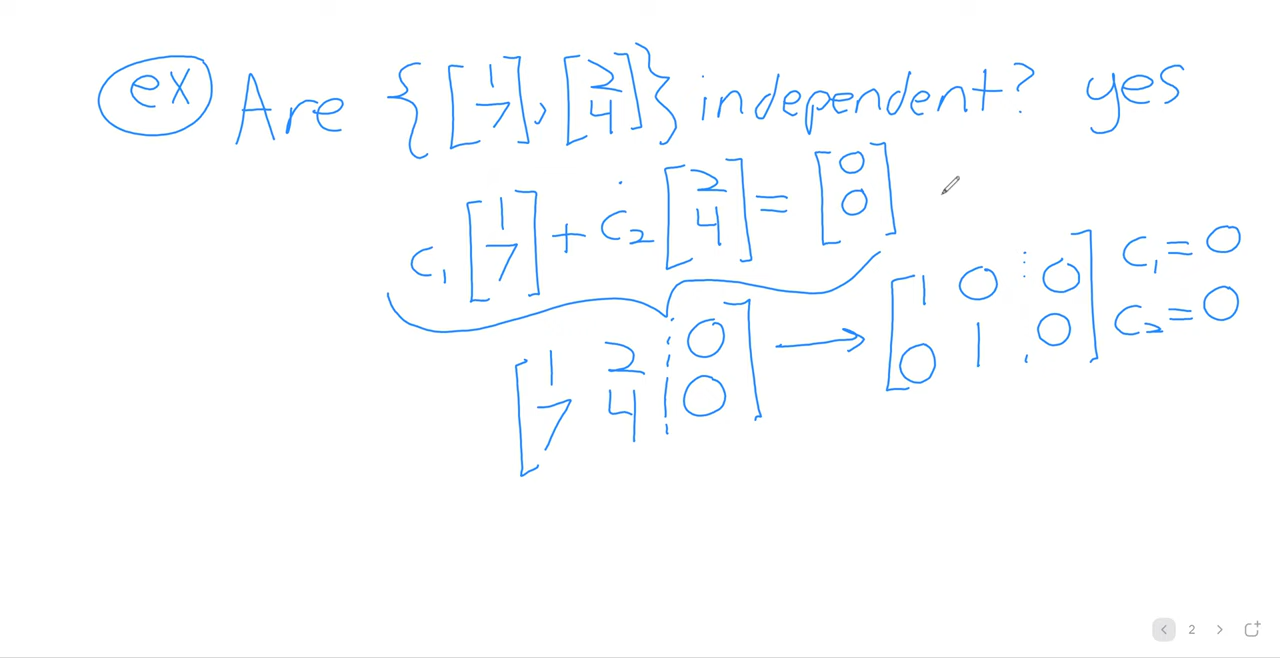 ex Are {[1 7], [2 4]} independent? yes
c₁ [1 7] + c₂ [2 4] = [0 0]
[1 2 ¦ 0
7 4 ¦ 0] → [1 0 ⋮ 0
0 1 ⋮ 0] c₁ = 0
c₂ = 0
2